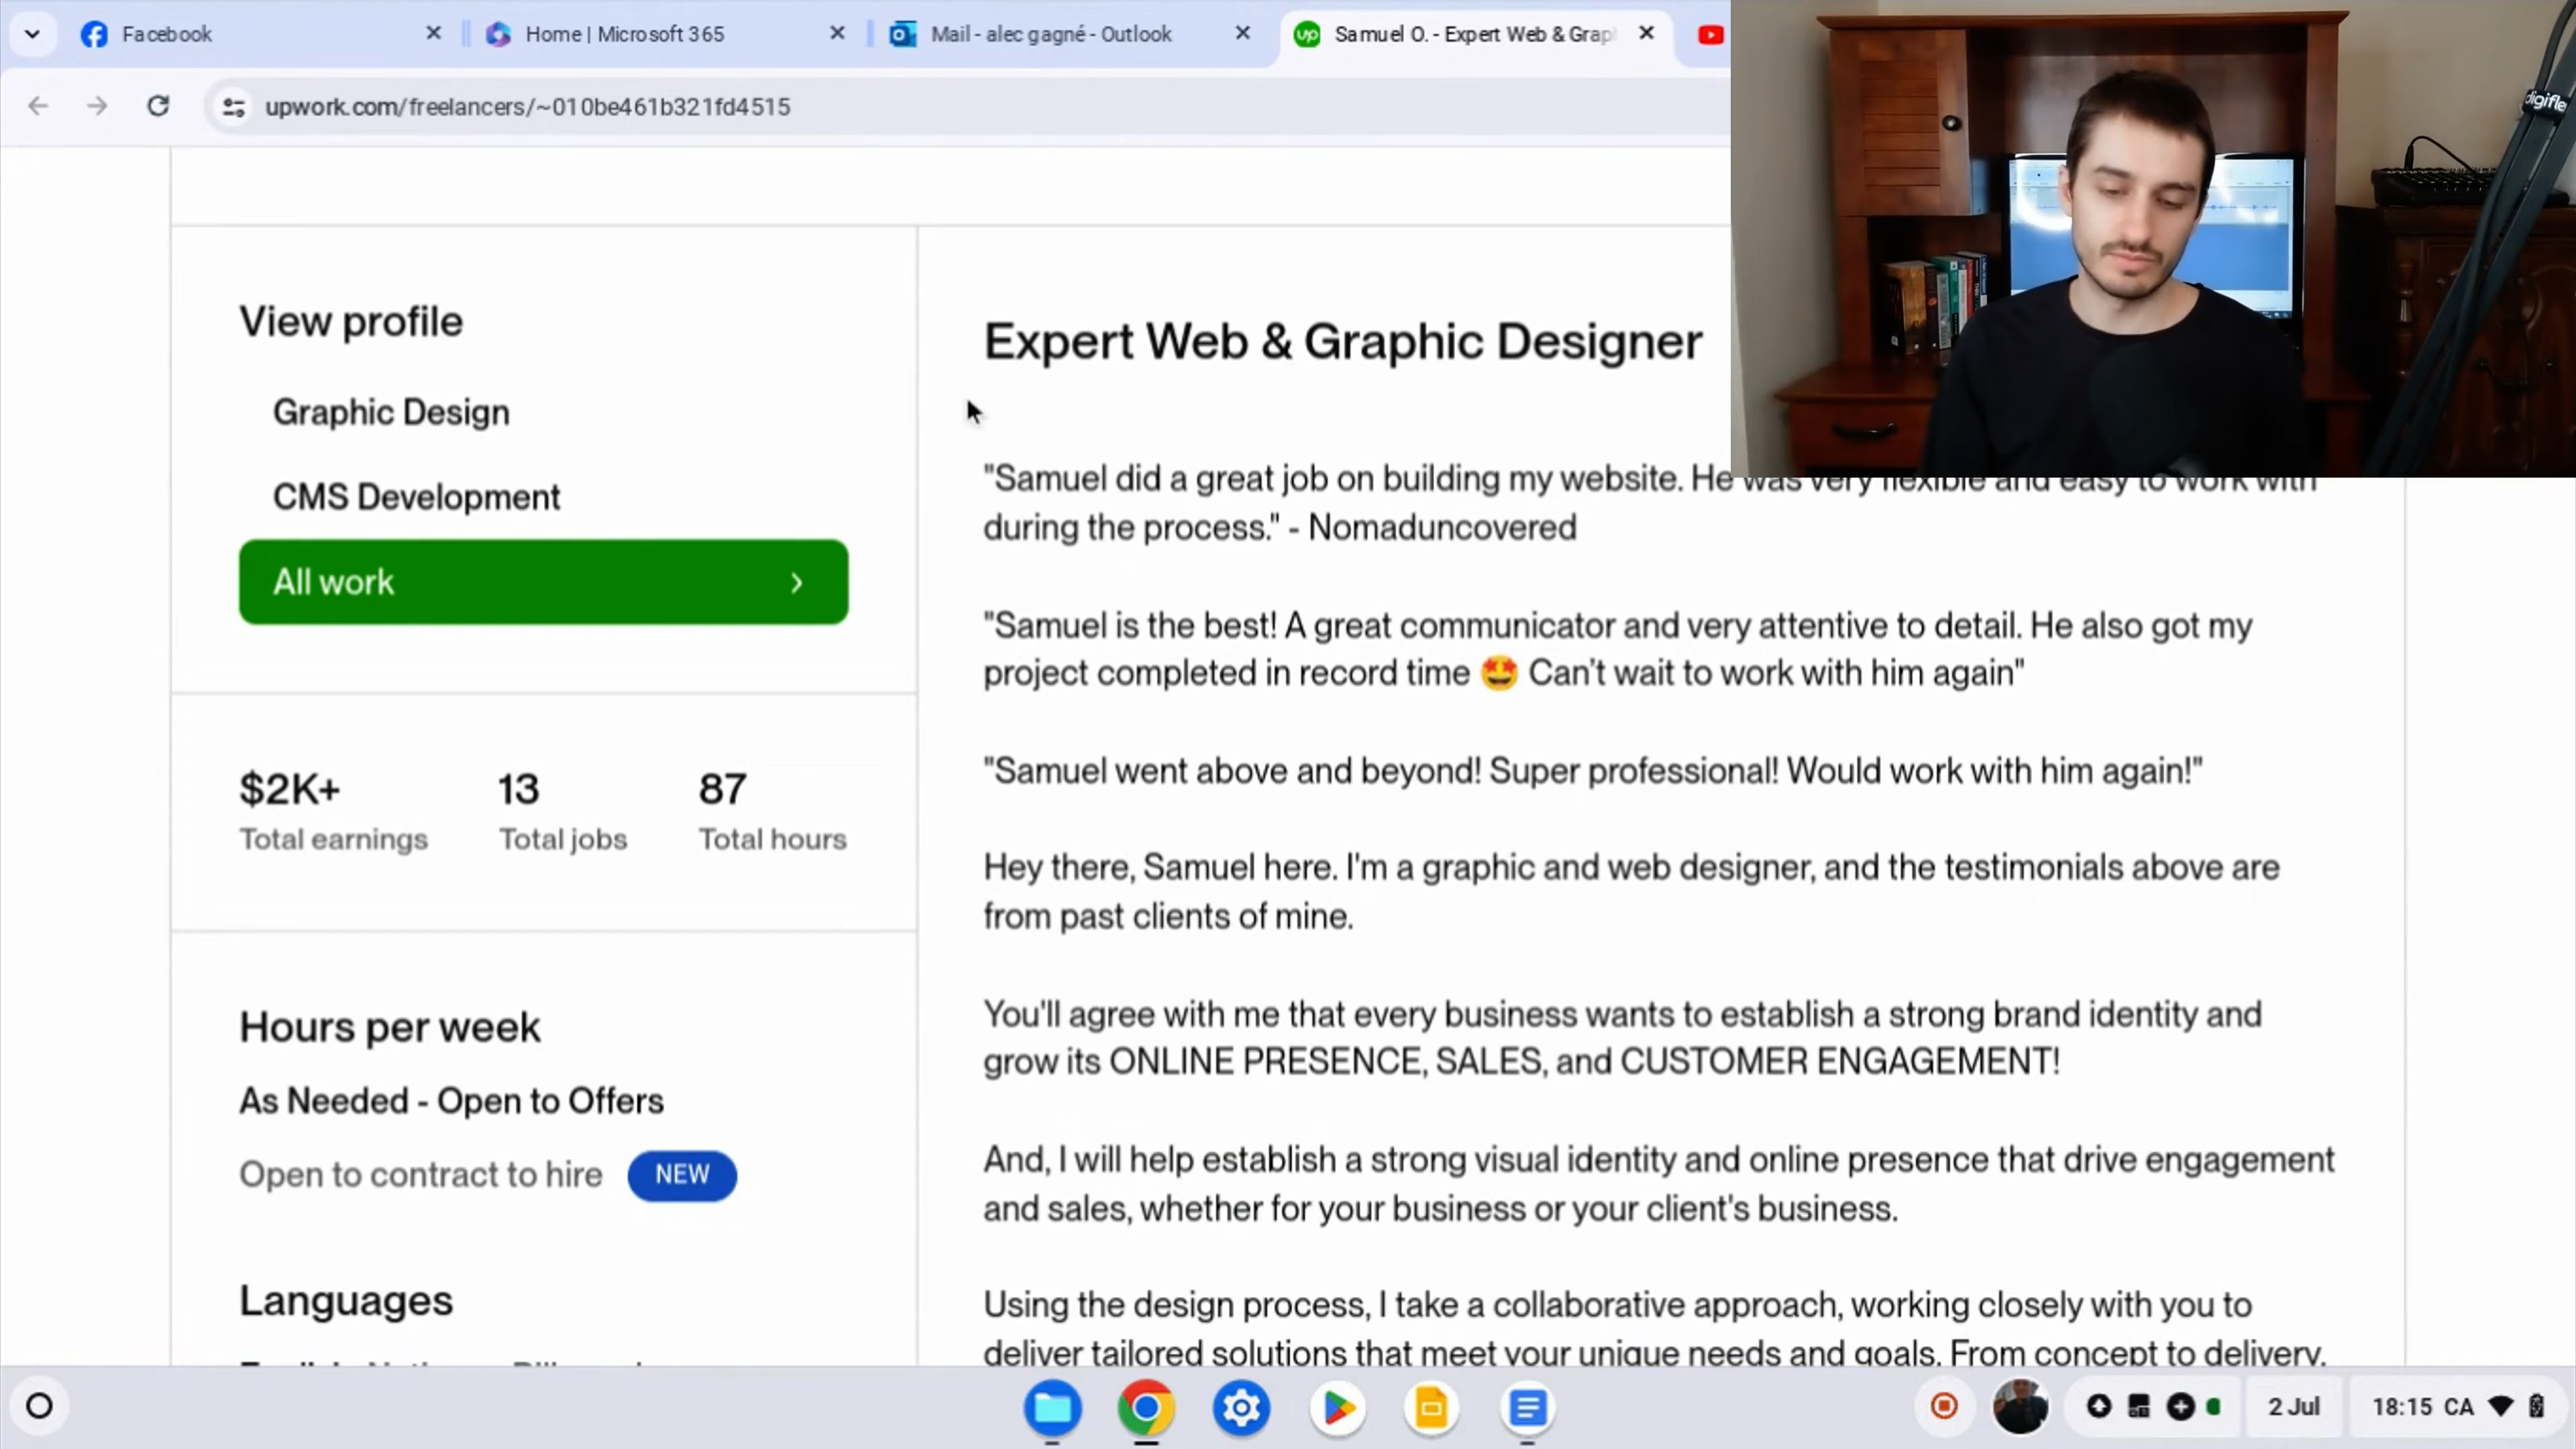 Facebook
Home | Microsoft 365
Mail - alec gagné - Outlook
Samuel O. - Expert Web & Grap
upwork.com/freelancers/~010be461b321fd4515
digifle
View profile
Graphic Design
CMS Development
All work
$2K+
13
87
Total earnings
Total jobs
Total hours
Hours per week
As Needed - Open to Offers
Open to contract to hire NEW
Languages
Expert Web & Graphic Designer
"Samuel did a great job on building my website. He was very flexible and easy to work with
during the process." - Nomaduncovered
"Samuel is the best! A great communicator and very attentive to detail. He also got my
project completed in record time 🤩 Can't wait to work with him again"
"Samuel went above and beyond! Super professional! Would work with him again!"
Hey there, Samuel here. I'm a graphic and web designer, and the testimonials above are
from past clients of mine.
You'll agree with me that every business wants to establish a strong brand identity and
grow its ONLINE PRESENCE, SALES, and CUSTOMER ENGAGEMENT!
And, I will help establish a strong visual identity and online presence that drive engagement
and sales, whether for your business or your client's business.
Using the design process, I take a collaborative approach, working closely with you to
deliver tailored solutions that meet your unique needs and goals. From concept to delivery,
2 Jul
18:15 CA